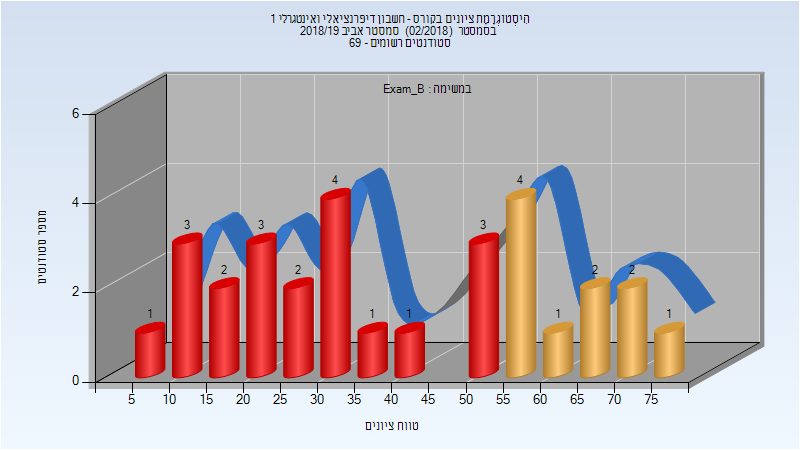 היסטוגרמת ציונים בקורס - חשבון דיפרנציאלי ואינטגרלי 1
בסמסטר (02/2018) סמסטר אביב 2018/19
סטודנטים רשומים - 69
במשימה : Exam_B
מספר סטודנטים
6
4
2
0
1
3
2
3
2
4
1
1
3
4
1
2
2
1
5 10 15 20 25 30 35 40 45 50 55 60 65 70 75
טווח ציונים